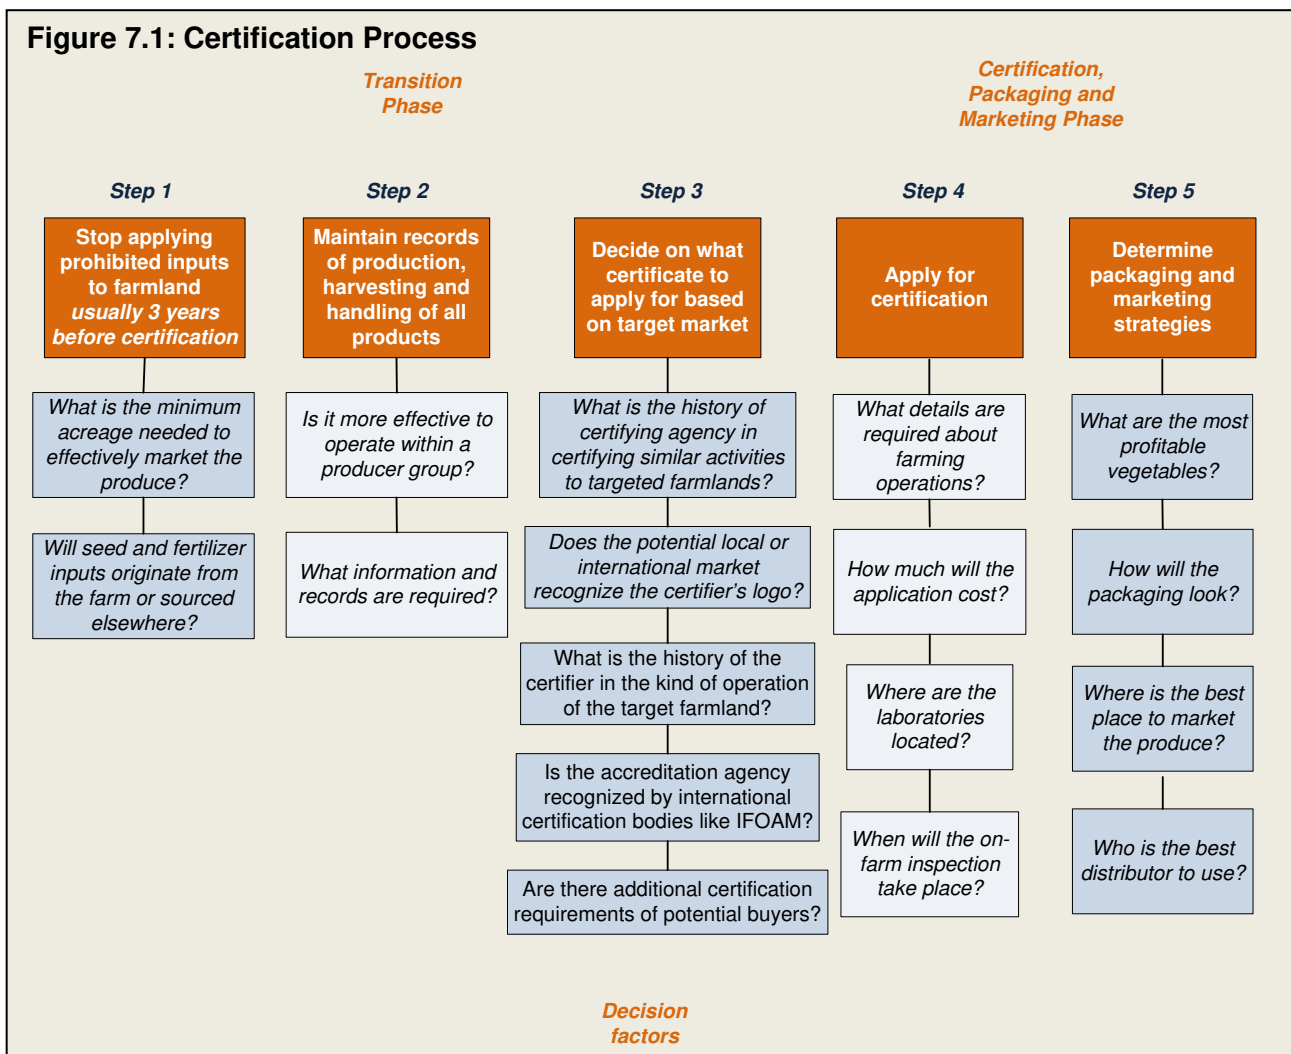 Figure 7.1: Certification Process
Transition
Phase
Certification,
Packaging and
Marketing Phase
Step 1
Step 2
Step 3
Step 4
Step 5
Stop applying
prohibited inputs
to farmland
usually 3 years
before certification
Maintain records
of production,
harvesting and
handling of all
products
Decide on what
certificate to
apply for based
on target market
Apply for
certification
Determine
packaging and
marketing
strategies
What is the minimum
acreage needed to
effectively market the
produce?
Will seed and fertilizer
inputs originate from
the farm or sourced
elsewhere?
Is it more effective to
operate within a
producer group?
What information and
records are required?
What is the history of
certifying agency in
certifying similar activities
to targeted farmlands?
Does the potential local or
international market
recognize the certifier's logo?
What is the history of the
certifier in the kind of operation
of the target farmland?
Is the accreditation agency
recognized by international
certification bodies like IFOAM?
Are there additional certification
requirements of potential buyers?
What details are
required about
farming
operations?
How much will the
application cost?
Where are the
laboratories
located?
When will the on-
farm inspection
take place?
What are the most
profitable
vegetables?
How will the
packaging look?
Where is the best
place to market
the produce?
Who is the best
distributor to use?
Decision
factors